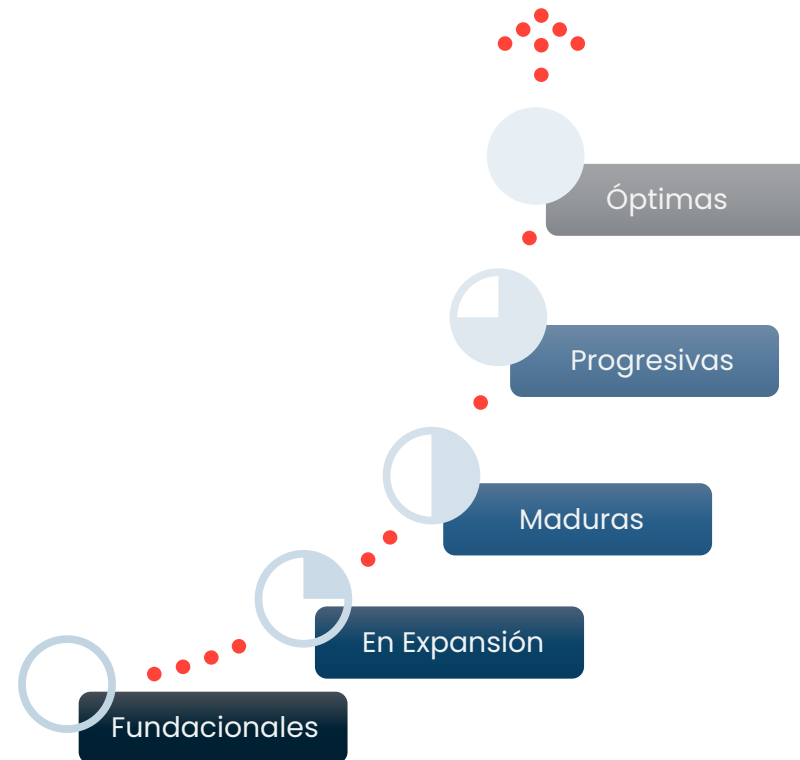 Óptimas
Progresivas
Maduras
En Expansión
Fundacionales